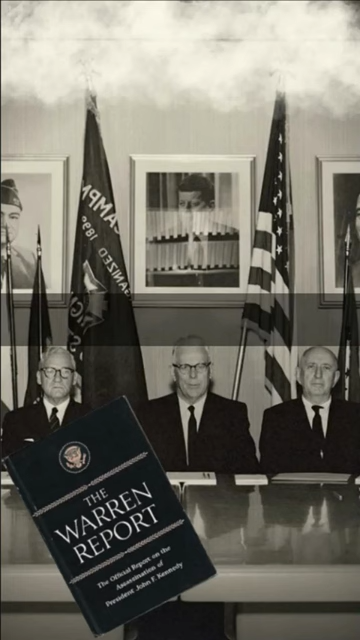 THE
WARREN
REPORT
The Official Report on the
Assassination of
President John F. Kennedy